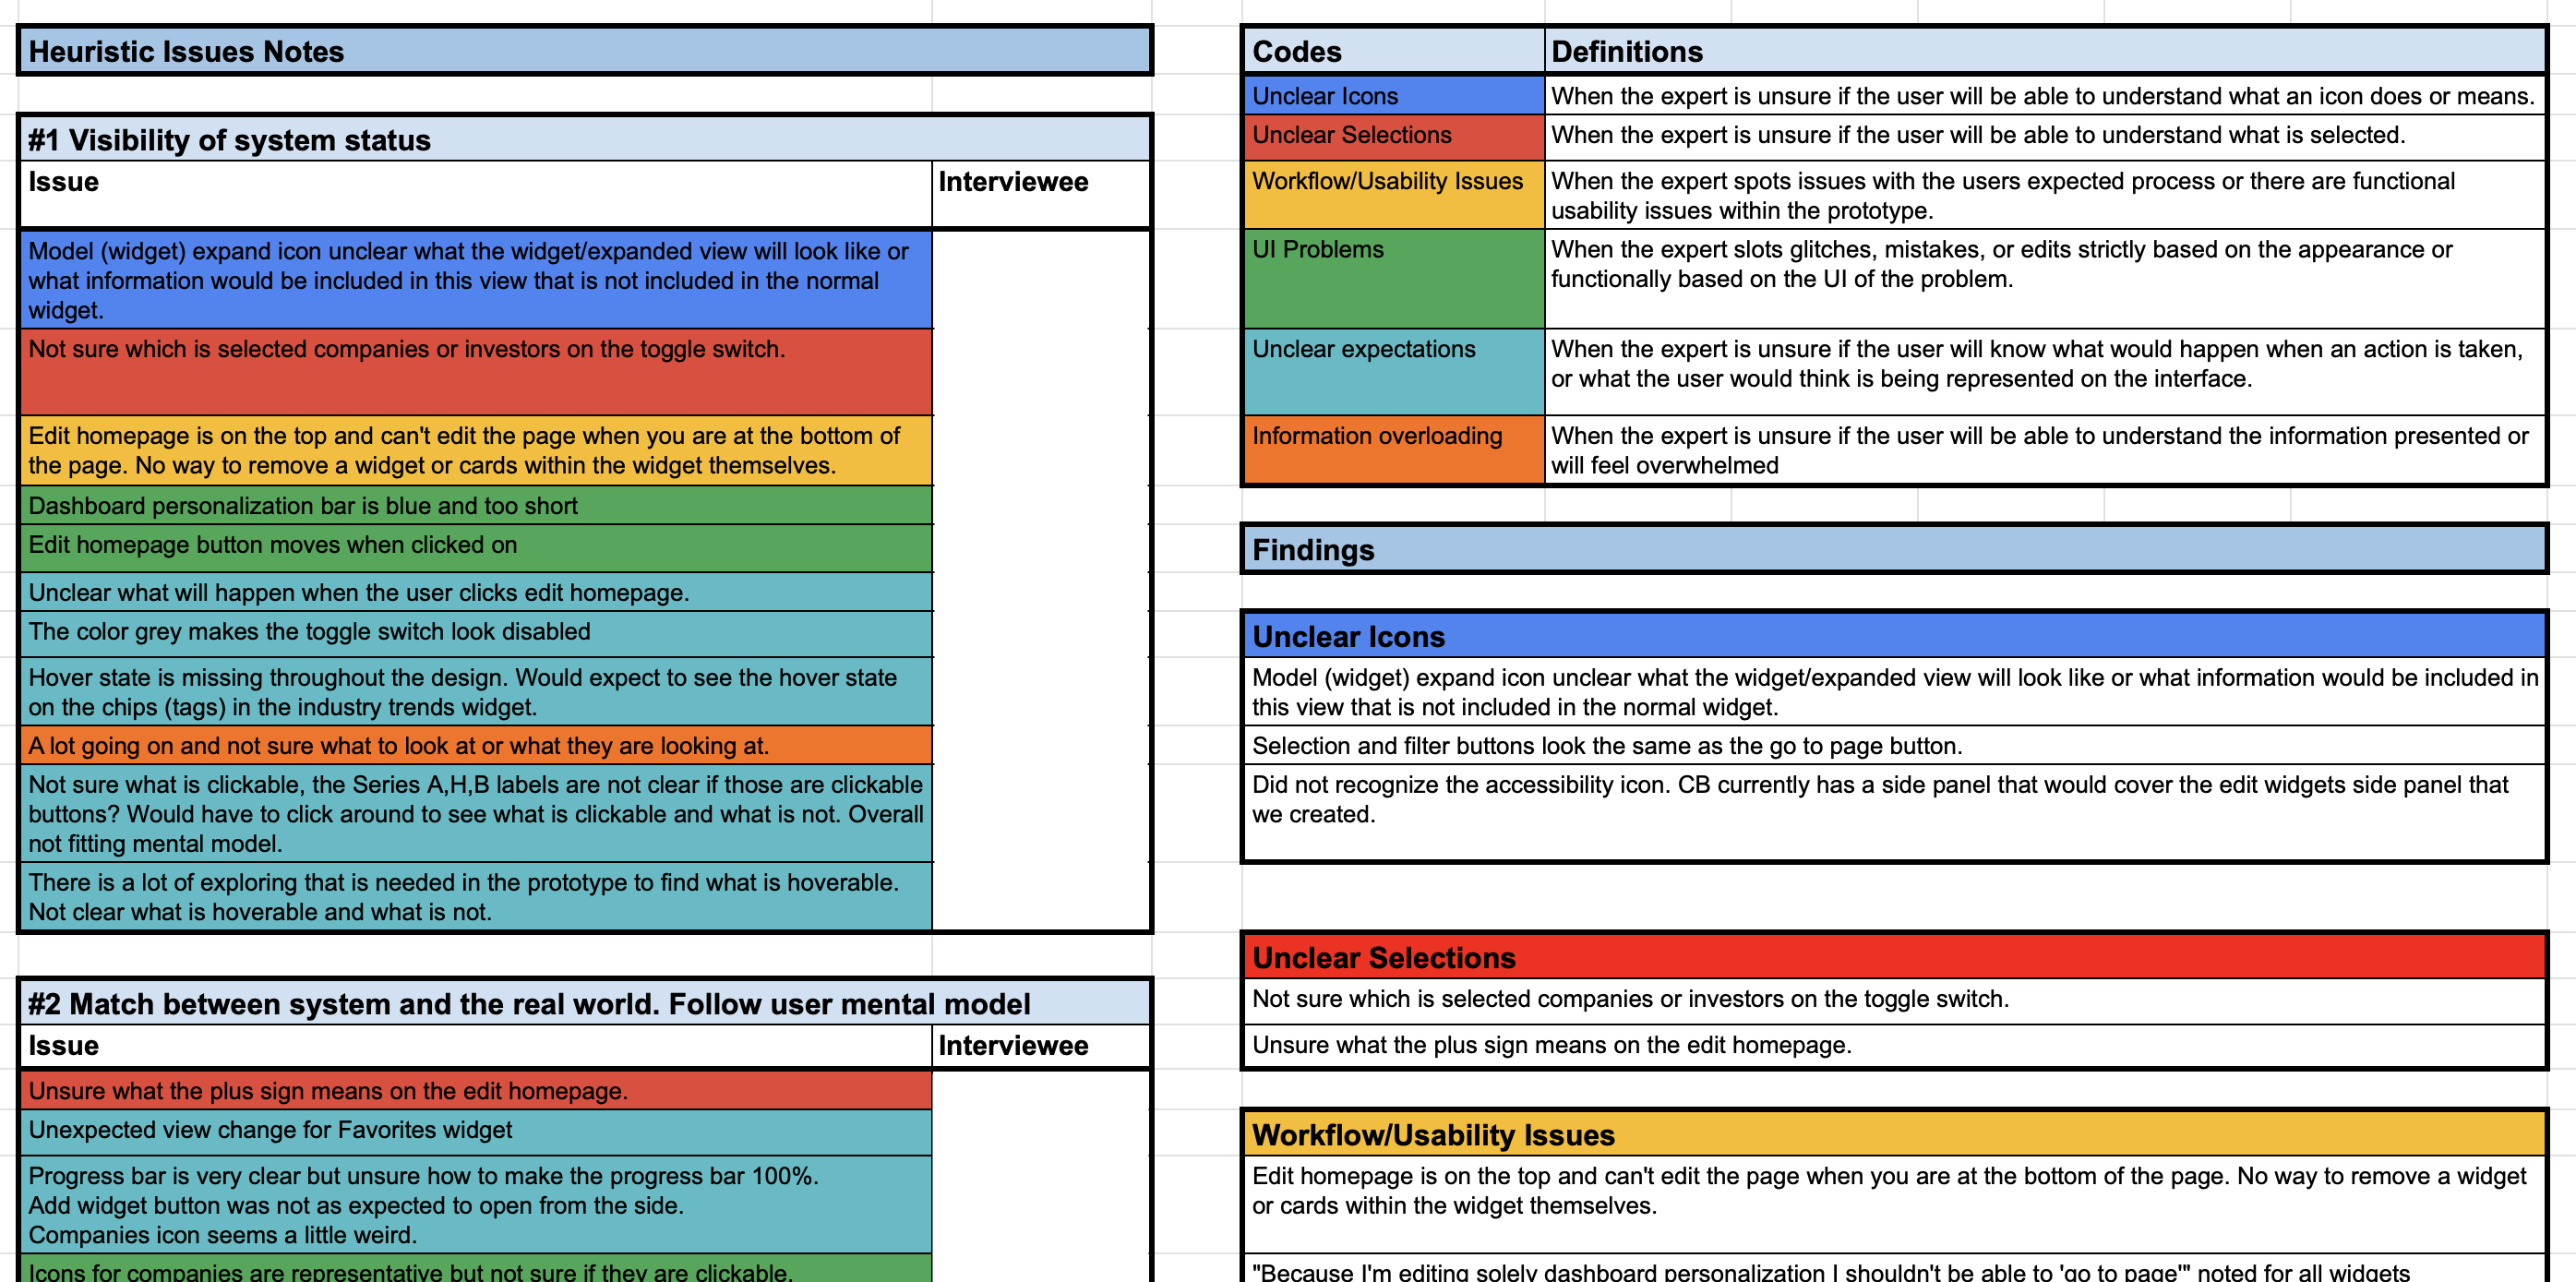 Heuristic Issues Notes
#1 Visibility of system status
Issue
Interviewee
Model (widget) expand icon unclear what the widget/expanded view will look like or
what information would be included in this view that is not included in the normal
widget.
Not sure which is selected companies or investors on the toggle switch.
Edit homepage is on the top and can't edit the page when you are at the bottom of
the page. No way to remove a widget or cards within the widget themselves.
Dashboard personalization bar is blue and too short
Edit homepage button moves when clicked on
Unclear what will happen when the user clicks edit homepage.
The color grey makes the toggle switch look disabled
Hover state is missing throughout the design. Would expect to see the hover state
on the chips (tags) in the industry trends widget.
A lot going on and not sure what to look at or what they are looking at.
Not sure what is clickable, the Series A,H,B labels are not clear if those are clickable
buttons? Would have to click around to see what is clickable and what is not. Overall
not fitting mental model.
There is a lot of exploring that is needed in the prototype to find what is hoverable.
Not clear what is hoverable and what is not.
#2 Match between system and the real world. Follow user mental model
Issue
Interviewee
Unsure what the plus sign means on the edit homepage.
Unexpected view change for Favorites widget
Progress bar is very clear but unsure how to make the progress bar 100%.
Add widget button was not as expected to open from the side.
Companies icon seems a little weird.
Icons for companies are representative but not sure if they are clickable.
Codes
Definitions
Unclear Icons
When the expert is unsure if the user will be able to understand what an icon does or means.
Unclear Selections
When the expert is unsure if the user will be able to understand what is selected.
Workflow/Usability Issues
When the expert spots issues with the users expected process or there are functional
usability issues within the prototype.
UI Problems
When the expert slots glitches, mistakes, or edits strictly based on the appearance or
functionally based on the UI of the problem.
Unclear expectations
When the expert is unsure if the user will know what would happen when an action is taken,
or what the user would think is being represented on the interface.
Information overloading
When the expert is unsure if the user will be able to understand the information presented or
will feel overwhelmed
Findings
Unclear Icons
Model (widget) expand icon unclear what the widget/expanded view will look like or what information would be included in
this view that is not included in the normal widget.
Selection and filter buttons look the same as the go to page button.
Did not recognize the accessibility icon. CB currently has a side panel that would cover the edit widgets side panel that
we created.
Unclear Selections
Not sure which is selected companies or investors on the toggle switch.
Unsure what the plus sign means on the edit homepage.
Workflow/Usability Issues
Edit homepage is on the top and can't edit the page when you are at the bottom of the page. No way to remove a widget
or cards within the widget themselves.
"Because I'm editing solely dashboard personalization I shouldn't be able to 'go to page'" noted for all widgets